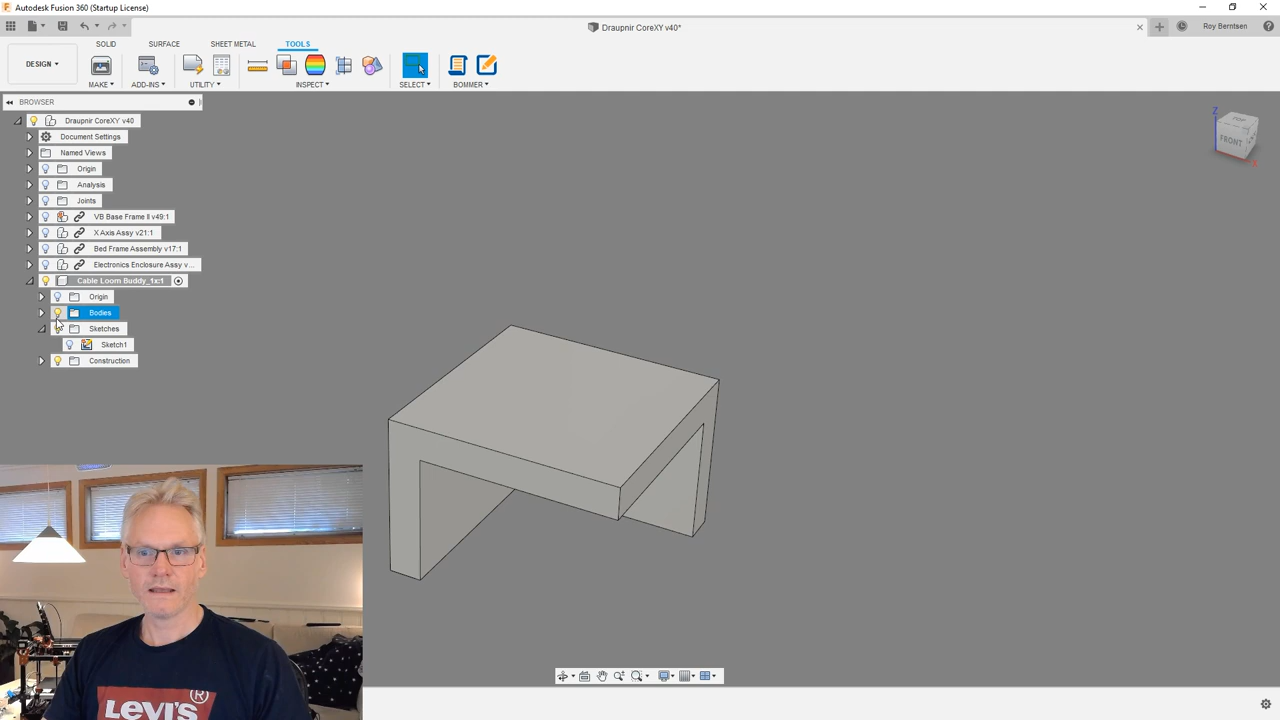 Autodesk Fusion 360 (Startup License)
Draupnir CoreXY v40*
Roy Berntsen
DESIGN
SOLID
SURFACE
SHEET METAL
TOOLS
MAKE
ADD-INS
UTILITY
INSPECT
SELECT
BOMMER
BROWSER
Draupnir CoreXY v40
Document Settings
Named Views
Origin
Analysis
Joints
VB Base Frame II v49:1
X Axis Assy v21:1
Bed Frame Assembly v17:1
Electronics Enclosure Assy v...
Cable Loom Buddy_1x:1
Origin
Bodies
Sketches
Sketch1
Construction
Z
TOP
FRONT
X
LEVI'S
®